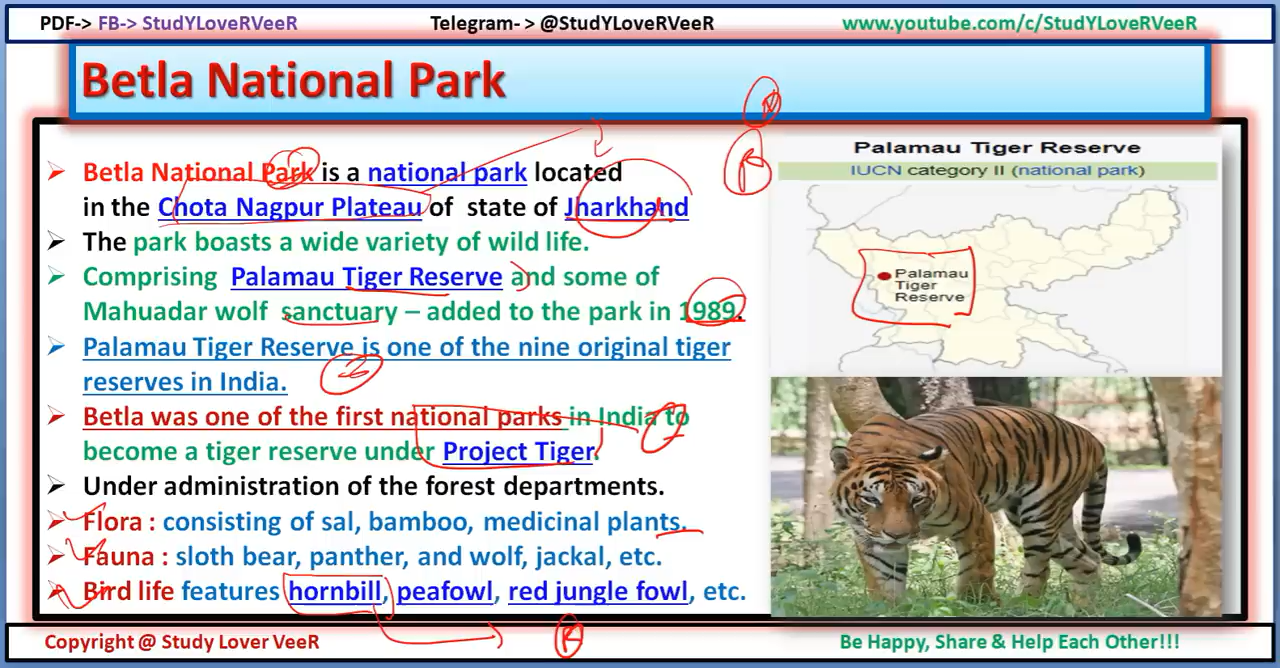 PDF-> FB-> StudYLoveRVeeR
Telegram- > @StudYLoveRVeeR
www.youtube.com/c/StudYLoveRVeeR
Betla National Park
Betla National Park is a national park located
in the Chota Nagpur Plateau of state of Jharkhand
The park boasts a wide variety of wild life.
Comprising Palamau Tiger Reserve and some of
Mahuadar wolf sanctuary – added to the park in 1989.
Palamau Tiger Reserve is one of the nine original tiger
reserves in India.
Betla was one of the first national parks in India to
become a tiger reserve under Project Tiger.
Under administration of the forest departments.
Flora : consisting of sal, bamboo, medicinal plants.
Fauna : sloth bear, panther, and wolf, jackal, etc.
Bird life features hornbill, peafowl, red jungle fowl, etc.
Palamau Tiger Reserve
IUCN category II (national park)
Palamau
Tiger
Reserve
Copyright @ Study Lover VeeR
Be Happy, Share & Help Each Other!!!